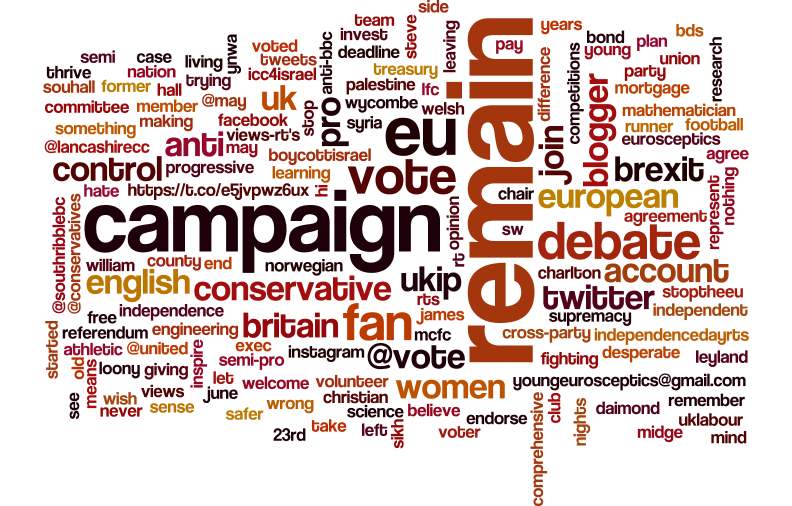 side
team
years
bond
bds
invest
steve
leaving
pay
young
plan
semi
case
voted
deadline
union
living
ynwa
tweets
anti-bbc
treasury
party
research
thrive
nation
trying
icc4israel
palestine
lfc
difference
competitions
mortgage
souhall
former
hall
uk
stop
pro
wycombe
welsh
remain
blogger
mathematician
committee
member
@may
facebook
syria
eu
join
runner
football
something
making
views-rt's
eurosceptics
@lancashirecc
anti
may
boycottisrael
agree
control
progressive
learning
vote
brexit
hate
https://t.co/e5jvpwz6ux
hi
chair
european
represent
nothing
@southribblebc
@conservatives
campaign
opinion
rt
sw
agreement
debate
william
county
end
norwegian
ukip
charlton
account
english
conservative
rts
twitter
stoptheeu
free
independence
britain
fan
james
supremacy
independent
started
referendum
engineering
mcfc
cross-party
independencedayrts
athletic
@united
exec
instagram
@vote
fighting
desperate
leyland
old
loony
giving
inspire
semi-pro
means
let
welcome
volunteer
women
youngeurosceptics@gmail.com
see
wish
views
june
christian
remember
never
sense
safer
wrong
science
believe
endorse
comprehensive
club
nights
daimond
uklabour
23rd
take
left
sikh
voter
midge
mind